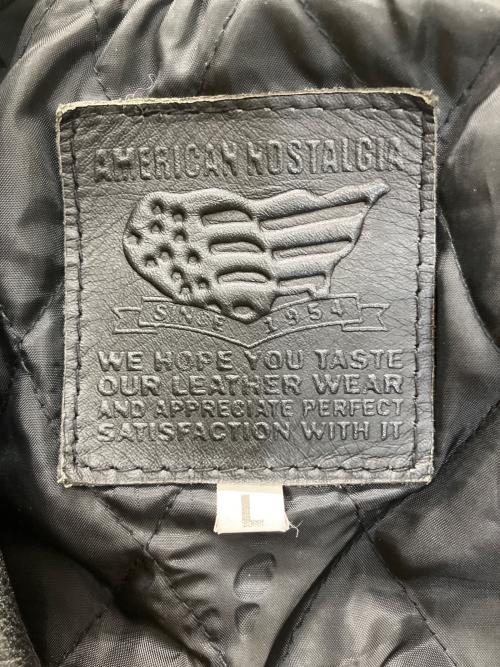 AMERICAN NOSTALGIA
SINCE 1954
WE HOPE YOU TASTE
OUR LEATHER WEAR
AND APPRECIATE PERFECT
SATISFACTION WITH IT
L